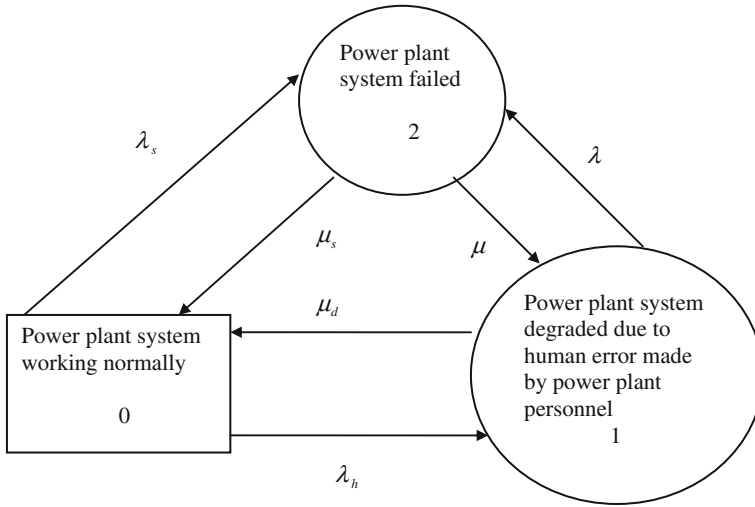 Power plant
system failed
2
λs
λ
μs
μ
μd
Power plant system
working normally
0
Power plant system
degraded due to
human error made
by power plant
personnel
1
λh